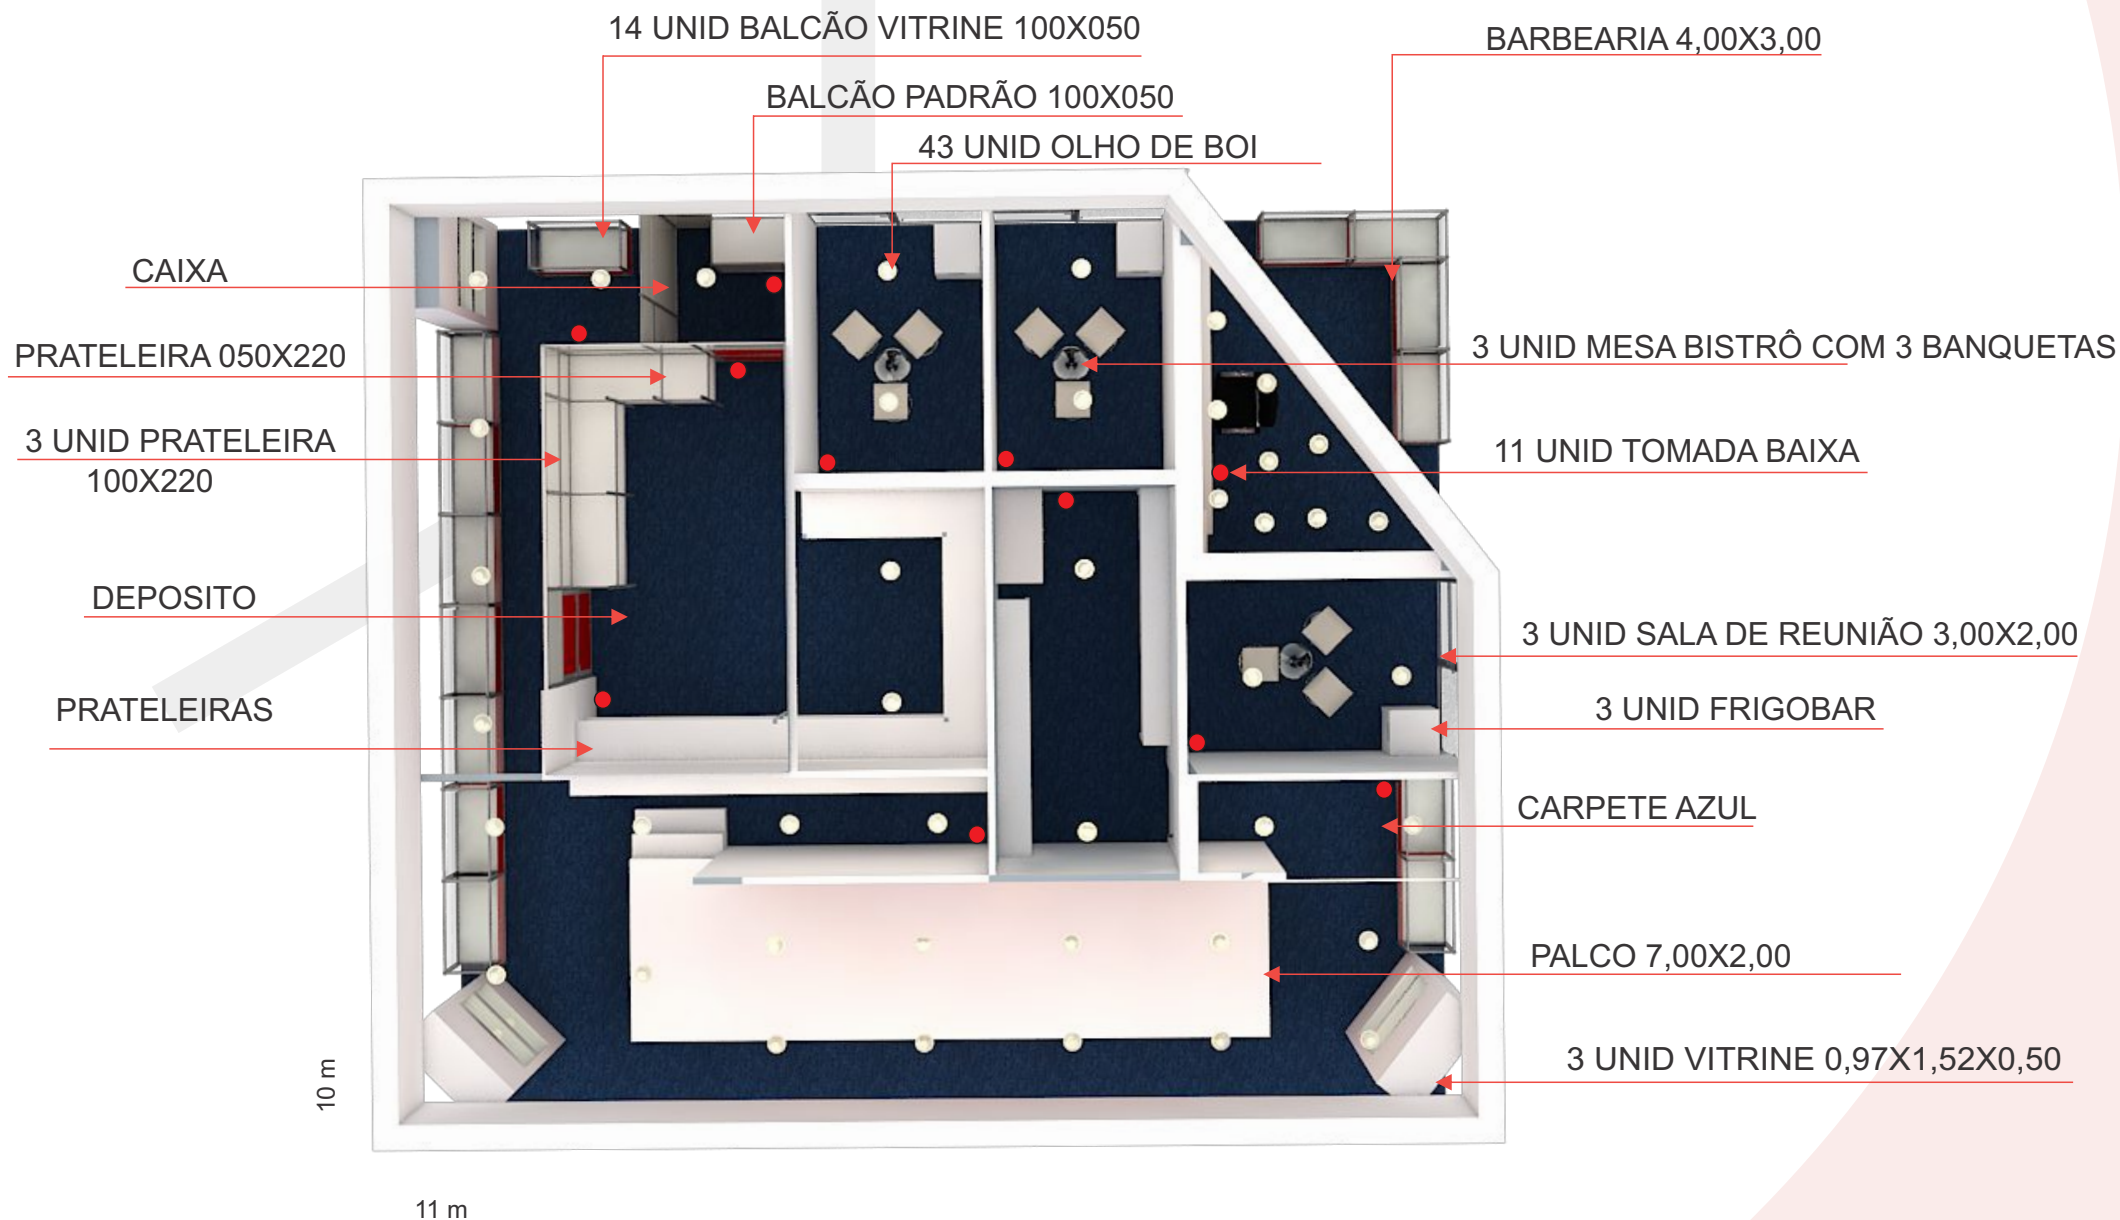 14 UNID BALCÃO VITRINE 100X050
BARBEARIA 4,00X3,00
BALCÃO PADRÃO 100X050
43 UNID OLHO DE BOI
CAIXA
PRATELEIRA 050X220
3 UNID MESA BISTRÔ COM 3 BANQUETAS
3 UNID PRATELEIRA
100X220
11 UNID TOMADA BAIXA
DEPOSITO
3 UNID SALA DE REUNIÃO 3,00X2,00
PRATELEIRAS
3 UNID FRIGOBAR
CARPETE AZUL
PALCO 7,00X2,00
3 UNID VITRINE 0,97X1,52X0,50
10 m
11 m